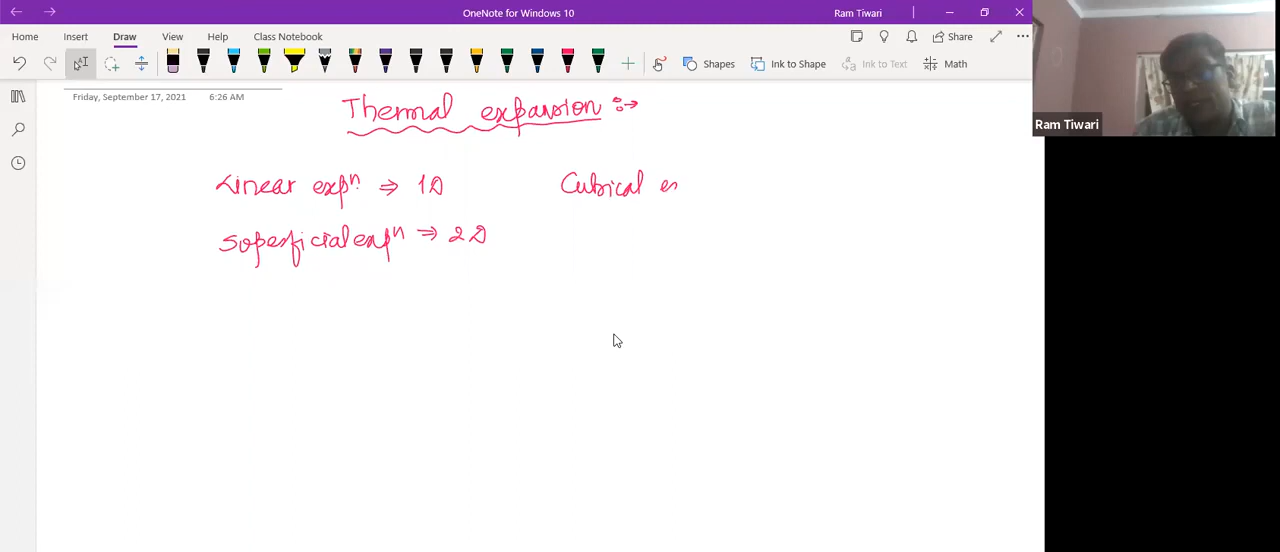 OneNote for Windows 10
Ram Tiwari
Home Insert Draw View Help Class Notebook
Share
Shapes Ink to Shape Ink to Text Math
Friday, September 17, 2021 6:26 AM
Thermal expansion :→
Ram Tiwari
Linear expⁿ ⇒ 1D
Cubical ex
Superficial expⁿ ⇒ 2D